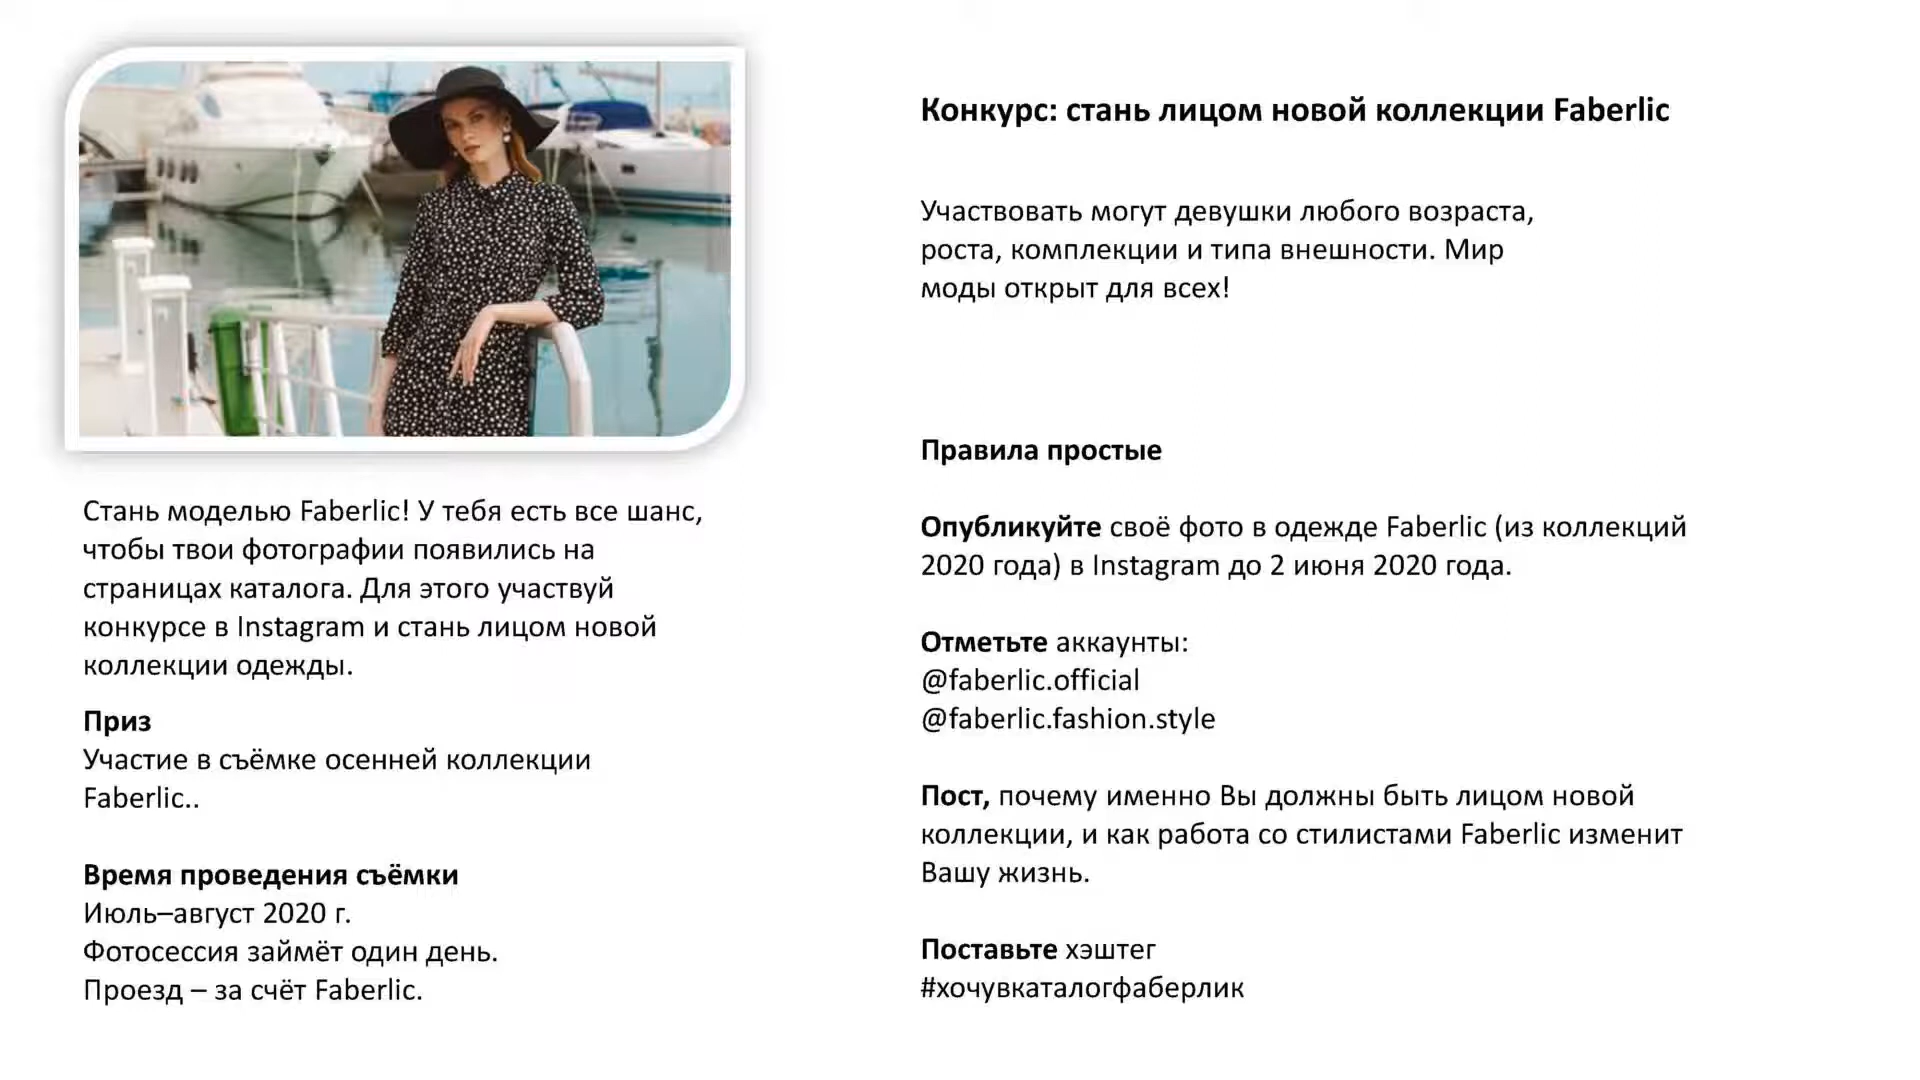 Стань моделью Faberlic! У тебя есть все шанс,
чтобы твои фотографии появились на
страницах каталога. Для этого участвуй
конкурсе в Instagram и стань лицом новой
коллекции одежды.
Приз
Участие в съёмке осенней коллекции
Faberlic..
Время проведения съёмки
Июль–август 2020 г.
Фотосессия займёт один день.
Проезд – за счёт Faberlic.
Конкурс: стань лицом новой коллекции Faberlic
Участвовать могут девушки любого возраста,
роста, комплекции и типа внешности. Мир
моды открыт для всех!
Правила простые
Опубликуйте своё фото в одежде Faberlic (из коллекций
2020 года) в Instagram до 2 июня 2020 года.
Отметьте аккаунты:
@faberlic.official
@faberlic.fashion.style
Пост, почему именно Вы должны быть лицом новой
коллекции, и как работа со стилистами Faberlic изменит
Вашу жизнь.
Поставьте хэштег
#хочувкаталогфаберлик